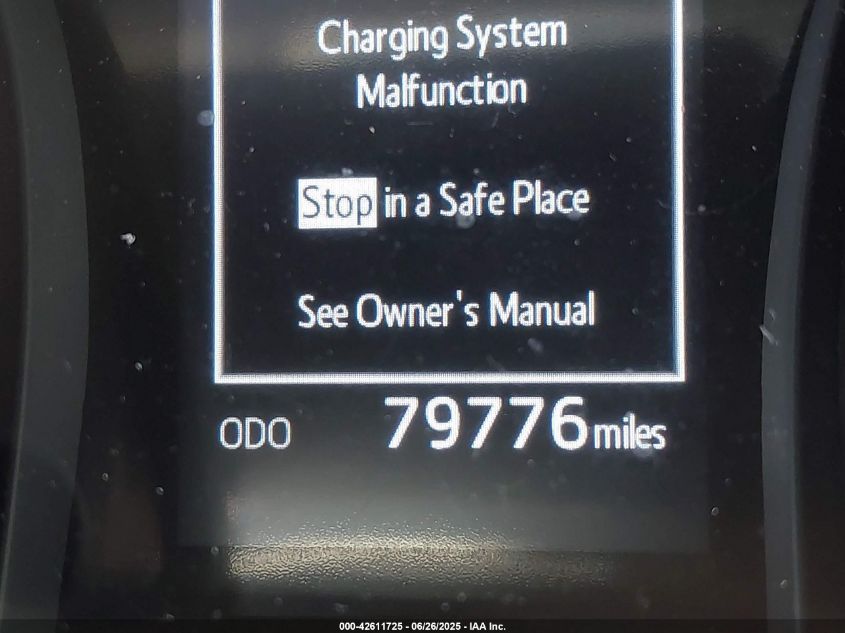 Charging System
Malfunction
Stop in a Safe Place
See Owner's Manual
ODO 79776 miles
000-42611725 - 06/26/2025 - IAA Inc.